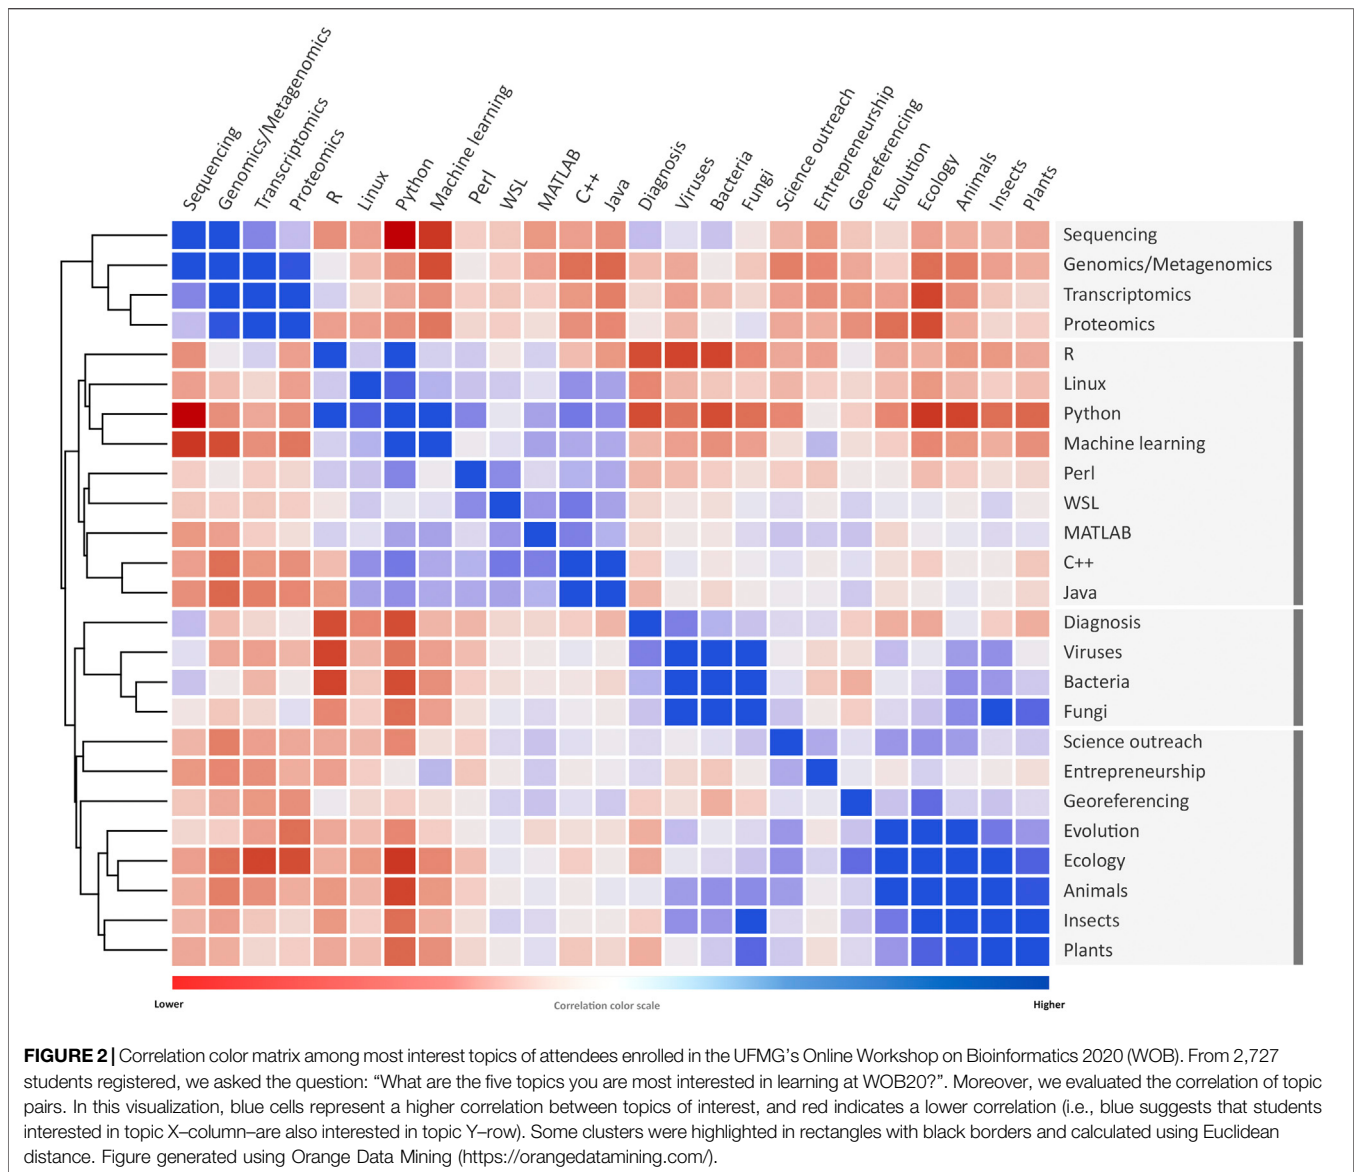 Sequencing
Genomics/Metagenomics
Transcriptomics
Proteomics
R
Linux
Python
Machine learning
Perl
WSL
MATLAB
C++
Java
Diagnosis
Viruses
Bacteria
Fungi
Science outreach
Entrepreneurship
Georeferencing
Evolution
Ecology
Animals
Insects
Plants
Sequencing
Genomics/Metagenomics
Transcriptomics
Proteomics
R
Linux
Python
Machine learning
Perl
WSL
MATLAB
C++
Java
Diagnosis
Viruses
Bacteria
Fungi
Science outreach
Entrepreneurship
Georeferencing
Evolution
Ecology
Animals
Insects
Plants
Lower
Correlation color scale
Higher
FIGURE 2 | Correlation color matrix among most interest topics of attendees enrolled in the UFMG's Online Workshop on Bioinformatics 2020 (WOB). From 2,727
students registered, we asked the question: “What are the five topics you are most interested in learning at WOB20?”. Moreover, we evaluated the correlation of topic
pairs. In this visualization, blue cells represent a higher correlation between topics of interest, and red indicates a lower correlation (i.e., blue suggests that students
interested in topic X–column–are also interested in topic Y–row). Some clusters were highlighted in rectangles with black borders and calculated using Euclidean
distance. Figure generated using Orange Data Mining (https://orangedatamining.com/).